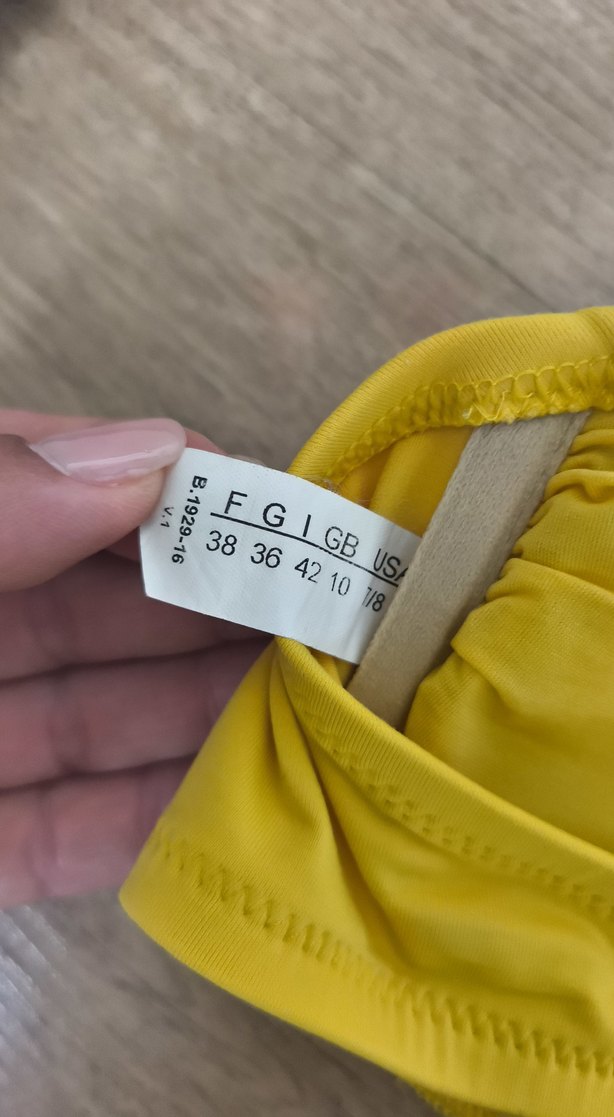 F G I GB USA
38 36 42 10 7/8
B.1929-16
V.1